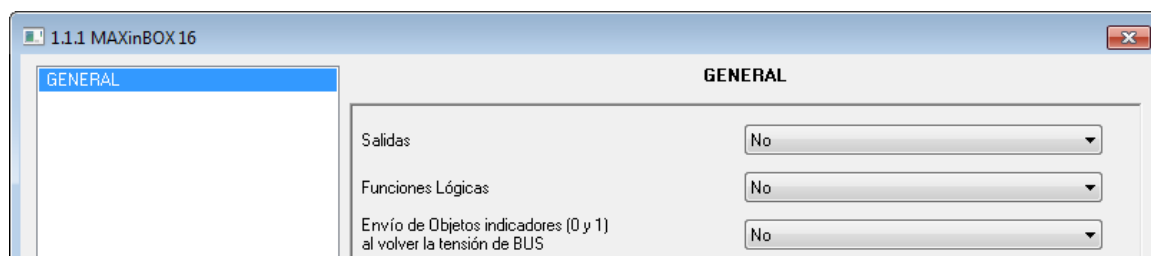 1.1.1 MAXinBOX 16
GENERAL
GENERAL
Salidas
No
Funciones Lógicas
No
Envío de Objetos indicadores (0 y 1)
al volver la tensión de BUS
No